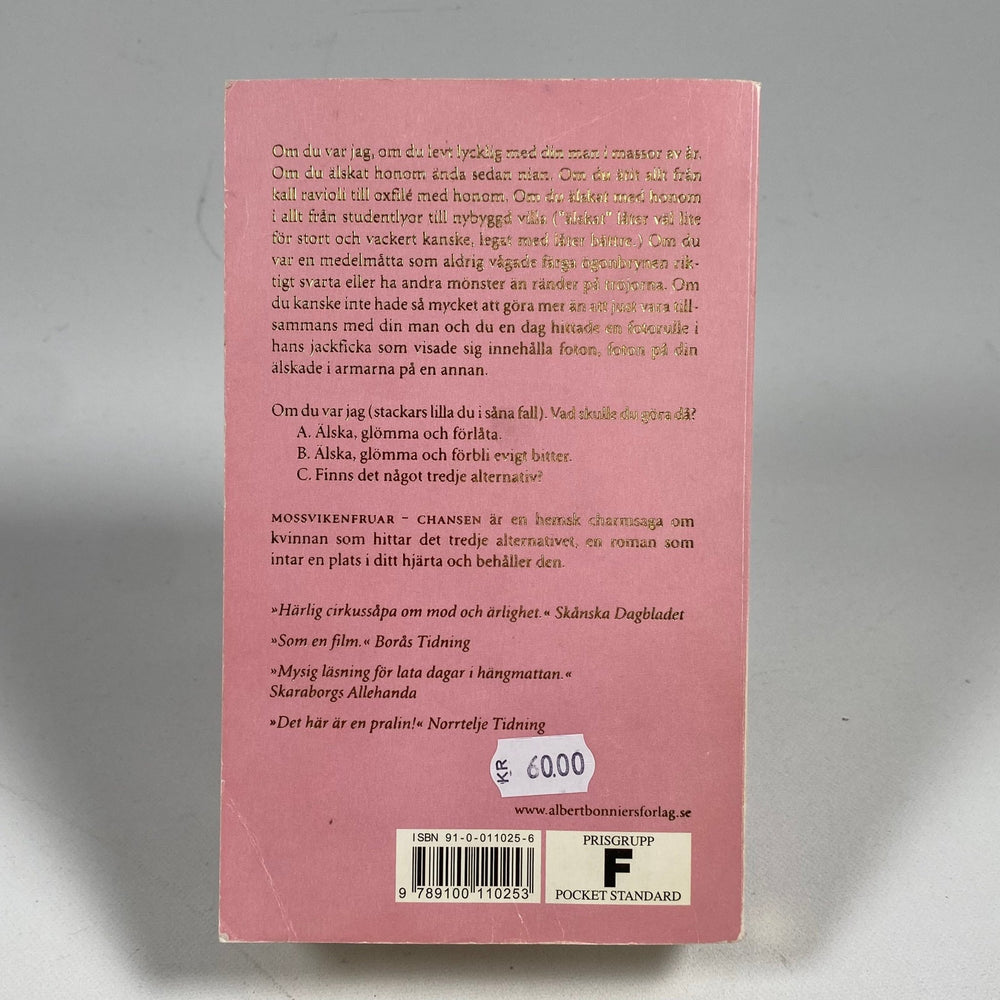 Om du var jag, om du levt lycklig med din man i massor av år.
Om du älskat honom ända sedan nian. Om du ätit allt från
kall ravioli till oxfilé med honom. Om du älskat med honom
i allt från studentlyor till nybyggd villa ("älskat" låter väl lite
för stort och vackert kanske, legat med låter bättre.) Om du
var en medelmåtta som aldrig vågade färga ögonbrynen rik-
tigt svarta eller ha andra mönster än ränder på tröjorna. Om
du kanske inte hade så mycket att göra mer än att just vara till-
sammans med din man och du en dag hittade en fotorulle i
hans jackficka som visade sig innehålla foton, foton på din
älskade i armarna på en annan.
Om du var jag (stackars lilla du i såna fall). Vad skulle du göra då?
A. Älska, glömma och förlåta.
B. Älska, glömma och förbli evigt bitter.
C. Finns det något tredje alternativ?
MOSSVIKENFRUAR – CHANSEN är en hemsk charmsaga om
kvinnan som hittar det tredje alternativet, en roman som
intar en plats i ditt hjärta och behåller den.
»Härlig cirkussåpa om mod och ärlighet.« Skånska Dagbladet
»Som en film.« Borås Tidning
»Mysig läsning för lata dagar i hängmattan.«
Skaraborgs Allehanda
»Det här är en pralin!« Norrtelje Tidning
KR 60.00
www.albertbonniersforlag.se
ISBN 91-0-011025-6
9 789100 110253
PRISGRUPP
F
POCKET STANDARD